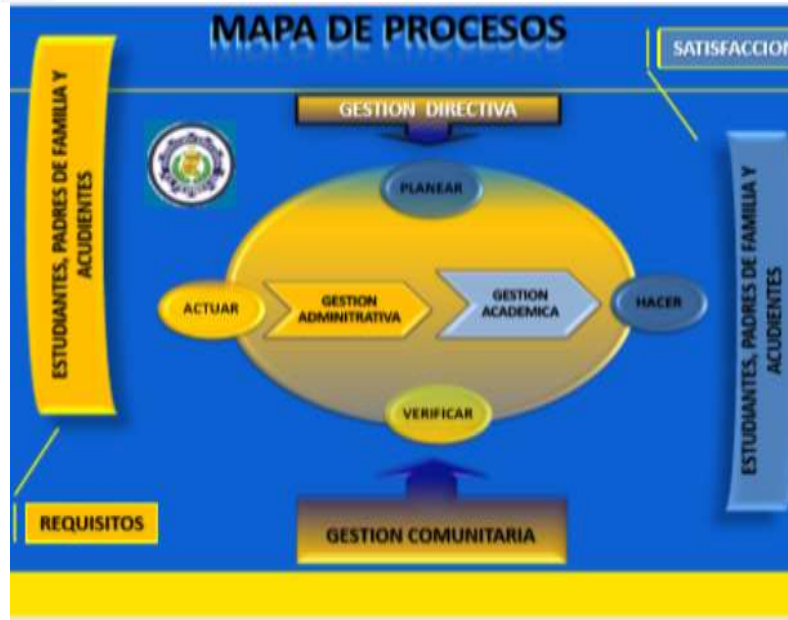 MAPA DE PROCESOS
SATISFACCION
GESTION DIRECTIVA
ESTUDIANTES, PADRES DE FAMILIA Y
ACUDIENTES
PLANEAR
ACTUAR
GESTION
ADMINITRATIVA
GESTION
ACADEMICA
HACER
VERIFICAR
ESTUDIANTES, PADRES DE FAMILIA Y
ACUDIENTES
REQUISITOS
GESTION COMUNITARIA